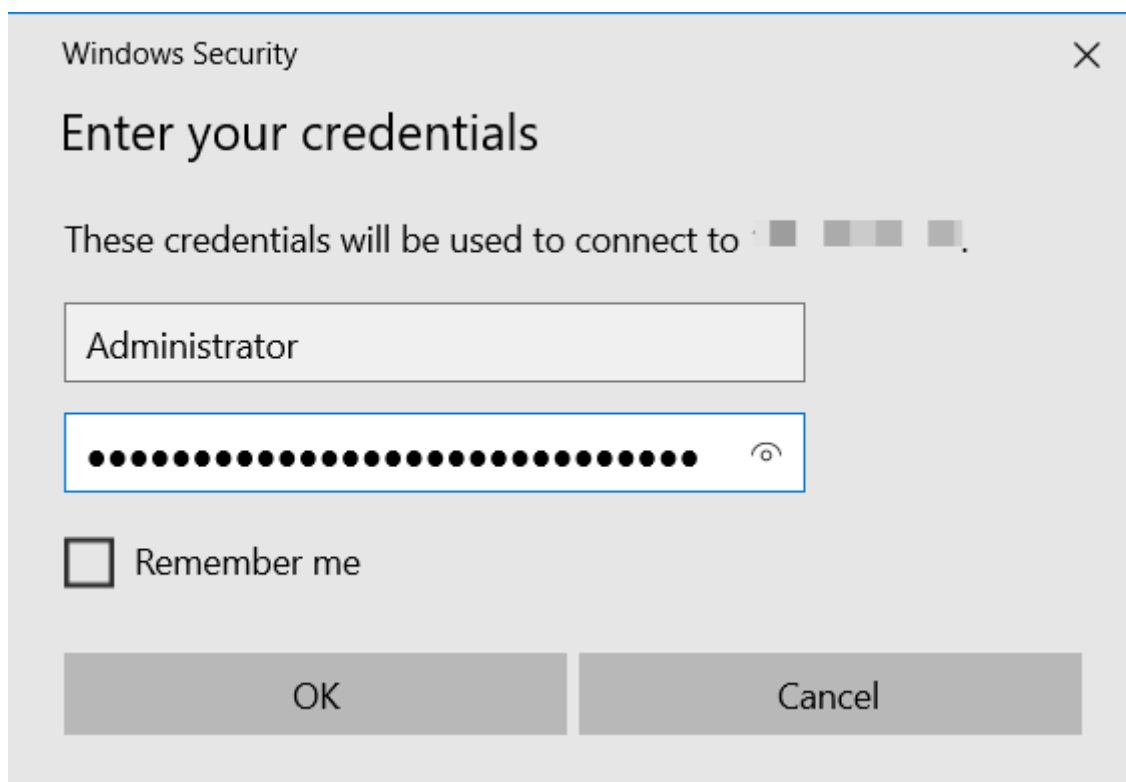 Windows Security
Enter your credentials
These credentials will be used to connect to
Administrator
●●●●●●●●●●●●●●●●●●●●●●●●●●●●●
Remember me
OK
Cancel